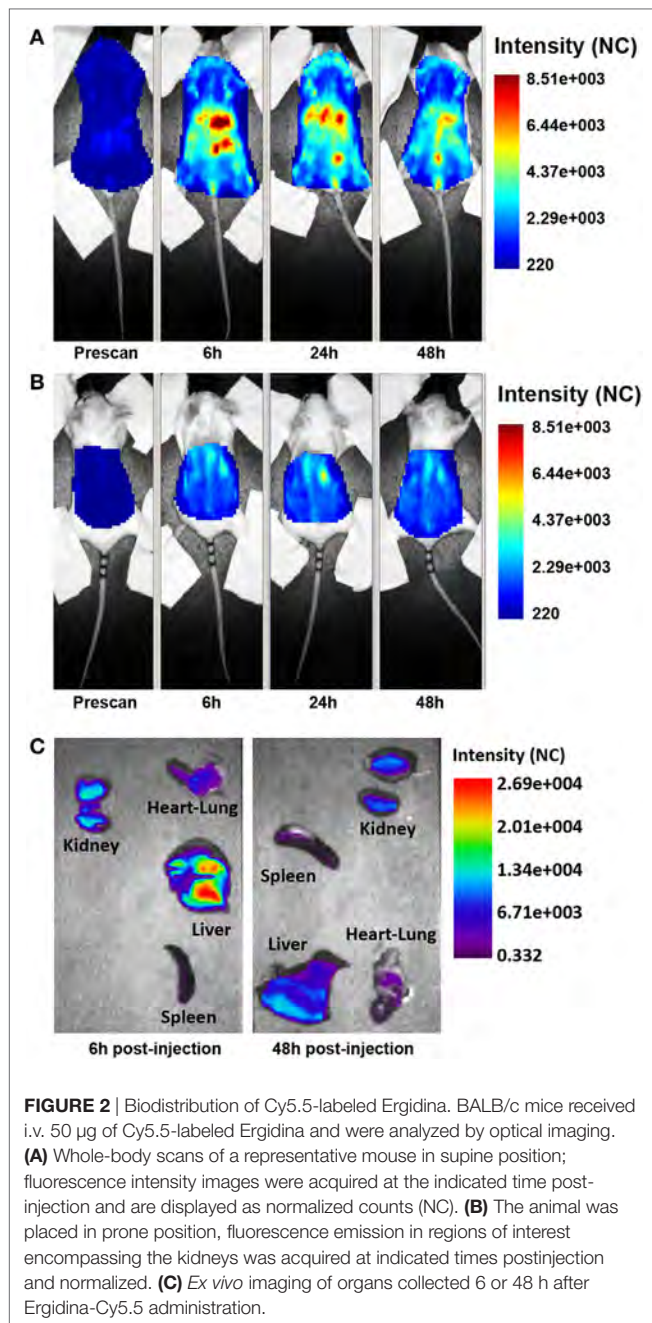 A
Intensity (NC)
8.51e+003
6.44e+003
4.37e+003
2.29e+003
220
Prescan 6h 24h 48h
B
Intensity (NC)
8.51e+003
6.44e+003
4.37e+003
2.29e+003
220
Prescan 6h 24h 48h
C
Intensity (NC)
2.69e+004
2.01e+004
1.34e+004
6.71e+003
0.332
Heart-Lung
Kidney
Liver
Spleen
6h post-injection
Kidney
Spleen
Liver
Heart-Lung
48h post-injection
FIGURE 2 | Biodistribution of Cy5.5-labeled Ergidina. BALB/c mice received
i.v. 50 µg of Cy5.5-labeled Ergidina and were analyzed by optical imaging.
(A) Whole-body scans of a representative mouse in supine position;
fluorescence intensity images were acquired at the indicated time post-
injection and are displayed as normalized counts (NC). (B) The animal was
placed in prone position, fluorescence emission in regions of interest
encompassing the kidneys was acquired at indicated times postinjection
and normalized. (C) Ex vivo imaging of organs collected 6 or 48 h after
Ergidina-Cy5.5 administration.